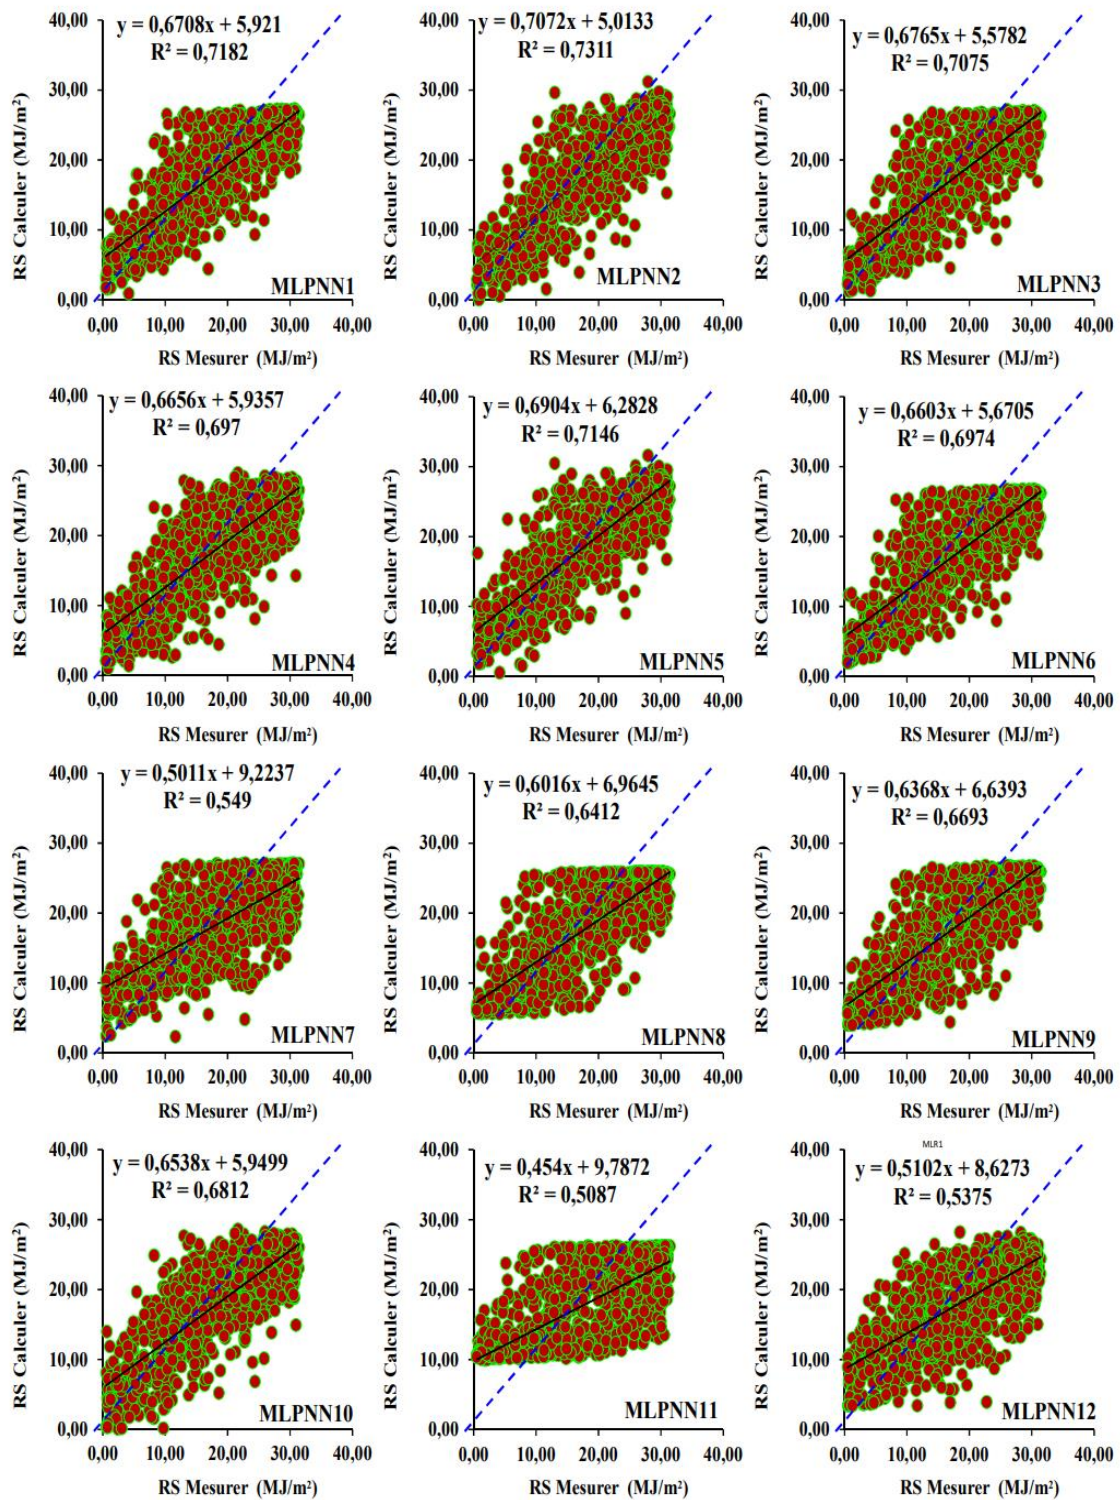 y = 0,6708x + 5,921
R² = 0,7182
RS Calculer (MJ/m²)
40,00
30,00
20,00
10,00
0,00
MLPNN1
0,00 10,00 20,00 30,00 40,00
RS Mesurer (MJ/m²)
y = 0,7072x + 5,0133
R² = 0,7311
RS Calculer (MJ/m²)
40,00
30,00
20,00
10,00
0,00
MLPNN2
0,00 10,00 20,00 30,00 40,00
RS Mesurer (MJ/m²)
y = 0,6765x + 5,5782
R² = 0,7075
RS Calculer (MJ/m²)
40,00
30,00
20,00
10,00
0,00
MLPNN3
0,00 10,00 20,00 30,00 40,00
RS Mesurer (MJ/m²)
y = 0,6656x + 5,9357
R² = 0,697
RS Calculer (MJ/m²)
40,00
30,00
20,00
10,00
0,00
MLPNN4
0,00 10,00 20,00 30,00 40,00
RS Mesurer (MJ/m²)
y = 0,6904x + 6,2828
R² = 0,7146
RS Calculer (MJ/m²)
40,00
30,00
20,00
10,00
0,00
MLPNN5
0,00 10,00 20,00 30,00 40,00
RS Mesurer (MJ/m²)
y = 0,6603x + 5,6705
R² = 0,6974
RS Calculer (MJ/m²)
40,00
30,00
20,00
10,00
0,00
MLPNN6
0,00 10,00 20,00 30,00 40,00
RS Mesurer (MJ/m²)
y = 0,5011x + 9,2237
R² = 0,549
RS Calculer (MJ/m²)
40,00
30,00
20,00
10,00
0,00
MLPNN7
0,00 10,00 20,00 30,00 40,00
RS Mesurer (MJ/m²)
y = 0,6016x + 6,9645
R² = 0,6412
RS Calculer (MJ/m²)
40,00
30,00
20,00
10,00
0,00
MLPNN8
0,00 10,00 20,00 30,00 40,00
RS Mesurer (MJ/m²)
y = 0,6368x + 6,6393
R² = 0,6693
RS Calculer (MJ/m²)
40,00
30,00
20,00
10,00
0,00
MLPNN9
0,00 10,00 20,00 30,00 40,00
RS Mesurer (MJ/m²)
y = 0,6538x + 5,9499
R² = 0,6812
RS Calculer (MJ/m²)
40,00
30,00
20,00
10,00
0,00
MLPNN10
0,00 10,00 20,00 30,00 40,00
RS Mesurer (MJ/m²)
y = 0,454x + 9,7872
R² = 0,5087
RS Calculer (MJ/m²)
40,00
30,00
20,00
10,00
0,00
MLPNN11
0,00 10,00 20,00 30,00 40,00
RS Mesurer (MJ/m²)
MLR1
y = 0,5102x + 8,6273
R² = 0,5375
RS Calculer (MJ/m²)
40,00
30,00
20,00
10,00
0,00
MLPNN12
0,00 10,00 20,00 30,00 40,00
RS Mesurer (MJ/m²)